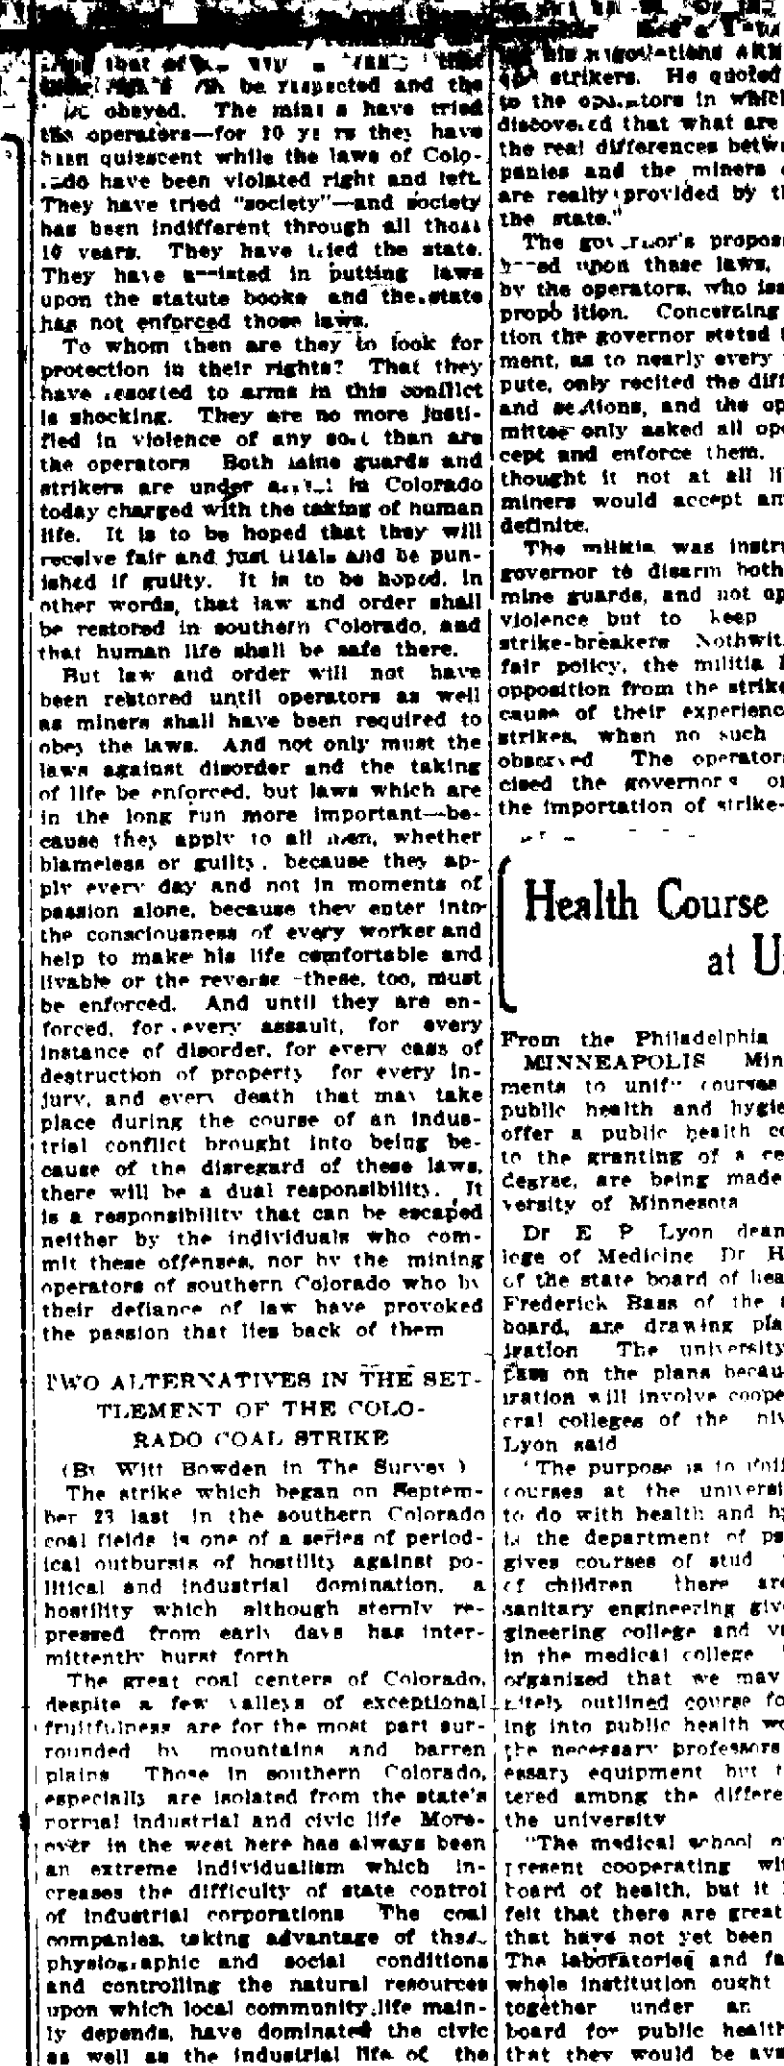 be respected and the
obeyed. The have tried
the operators—for 10 they have
been quiescent while the laws of Colo-
have been violated right and left.
They have tried "society"—and society
has been indifferent through all those
10 years. They have tried the state.
They have in putting laws
upon the statute books and the state
has not enforced those laws.
To whom then are they to look for
protection in their rights? That they
have resorted to arms in this conflict
is shocking. They are no more justi-
fied in violence of any sort than are
the operators Both mine guards and
strikers are under in Colorado
today charged with the taking of human
life. It is to be hoped that they will
receive fair and just trials and be pun-
ished if guilty. It is to be hoped, in
other words, that law and order shall
be restored in southern Colorado, and
that human life shall be safe there.
But law and order will not have
been restored until operators as well
as miners shall have been required to
obey the laws. And not only must the
laws against disorder and the taking
of life be enforced, but laws which are
in the long run more important—be-
cause they apply to all men, whether
blameless or guilty, because they ap-
ply every day and not in moments of
passion alone, because they enter into
the consciousness of every worker and
help to make his life comfortable and
livable or the reverse—these, too, must
be enforced. And until they are en-
forced, for every assault, for every
instance of disorder, for every case of
destruction of property for every in-
jury, and every death that may take
place during the course of an indus-
trial conflict brought into being be-
cause of the disregard of these laws,
there will be a dual responsibility. It
is a responsibility that can be escaped
neither by the individuals who com-
mit these offenses, nor by the mining
operators of southern Colorado who by
their defiance of law have provoked
the passion that lies back of them
TWO ALTERNATIVES IN THE SET-
TLEMENT OF THE COLO-
RADO COAL STRIKE
(By Witt Bowden in The Survey)
The strike which began on Septem-
ber 23 last in the southern Colorado
coal fields is one of a series of period-
ical outbursts of hostility against po-
litical and industrial domination, a
hostility which although sternly re-
pressed from early days has inter-
mittently burst forth
The great coal centers of Colorado,
despite a few valleys of exceptional
fruitfulness are for the most part sur-
rounded by mountains and barren
plains Those in southern Colorado,
especially are isolated from the state's
normal industrial and civic life More-
over in the west here has always been
an extreme individualism which in-
creases the difficulty of state control
of industrial corporations The coal
companies, taking advantage of these
physiographic and social conditions
and controlling the natural resources
upon which local community life main-
ly depends, have dominated the civic
as well as the industrial life of the
his negotiations
strikers. He quoted
to the operators in which
discovered that what are
the real differences betw
panies and the miners
are really provided by t
the state."
The governor's propos
upon these laws,
by the operators, who
proposition. Concerning
tion the governor stated
ment, as to nearly every
pute, only recited the diff
and sections, and the op
mittee only asked all op
cept and enforce them.
thought it not at all li
miners would accept an
definite.
The militia was instr
governor to disarm both
mine guards, and not
violence but to keep
strike-breakers Nothwit
fair policy, the militia
opposition from the strike
cause of their experienc
strikes, when no such
observed The operators
cised the governor's or
the importation of strike-
Health Course
at U
From the Philadelphia
MINNEAPOLIS Min
ments to unify courses
public health and hygie
offer a public health co
to the granting of a
degree, are being made
versity of Minnesota
Dr E P Lyon dean
lege of Medicine Dr H
of the state board of hea
Frederick Bass of the
board, are drawing pla
The university
pass on the plans becau
will involve coope
eral colleges of the
Lyon said
"The purpose is to
courses at the universi
to do with health and hy
is the department of
gives courses of stud
of children there are
sanitary engineering giv
gineering college and
in the medical college
organized that we may
outlined course fo
ing into public health wo
the necessary professors
essary equipment but t
tered among the differe
the university
"The medical school
present cooperating wi
board of health, but it
felt that there are great
that have not yet been
The laboratories and fa
whole institution ought
together under an
board for public health
that they would be ava